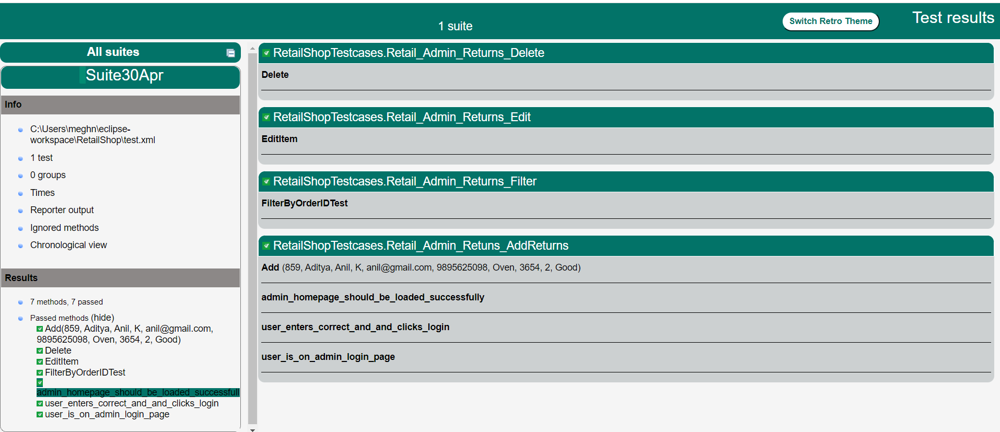 1 suite
Switch Retro Theme
Test results
All suites
Suite30Apr
Info
C:\Users\meghn\eclipse-
workspace\RetailShop\test.xml
1 test
0 groups
Times
Reporter output
Ignored methods
Chronological view
Results
7 methods, 7 passed
Passed methods (hide)
Add(859, Aditya, Anil, K, anil@gmail.com,
9895625098, Oven, 3654, 2, Good)
Delete
EditItem
FilterByOrderIDTest
admin_homepage_should_be_loaded_successfull
user_enters_correct_and_and_clicks_login
user_is_on_admin_login_page
RetailShopTestcases.Retail_Admin_Returns_Delete
Delete
RetailShopTestcases.Retail_Admin_Returns_Edit
EditItem
RetailShopTestcases.Retail_Admin_Returns_Filter
FilterByOrderIDTest
RetailShopTestcases.Retail_Admin_Retuns_AddReturns
Add (859, Aditya, Anil, K, anil@gmail.com, 9895625098, Oven, 3654, 2, Good)
admin_homepage_should_be_loaded_successfully
user_enters_correct_and_and_clicks_login
user_is_on_admin_login_page